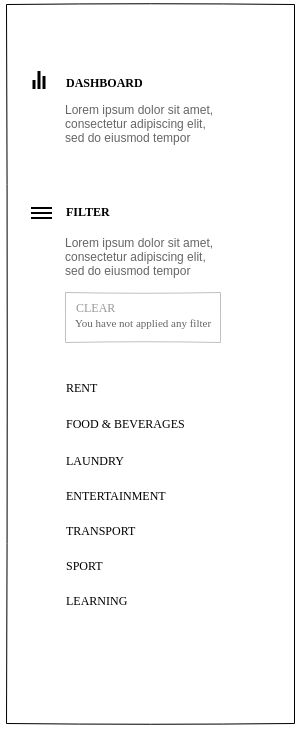 DASHBOARD
Lorem ipsum dolor sit amet,
consectetur adipiscing elit,
sed do eiusmod tempor
FILTER
Lorem ipsum dolor sit amet,
consectetur adipiscing elit,
sed do eiusmod tempor
CLEAR
You have not applied any filter
RENT
FOOD & BEVERAGES
LAUNDRY
ENTERTAINMENT
TRANSPORT
SPORT
LEARNING